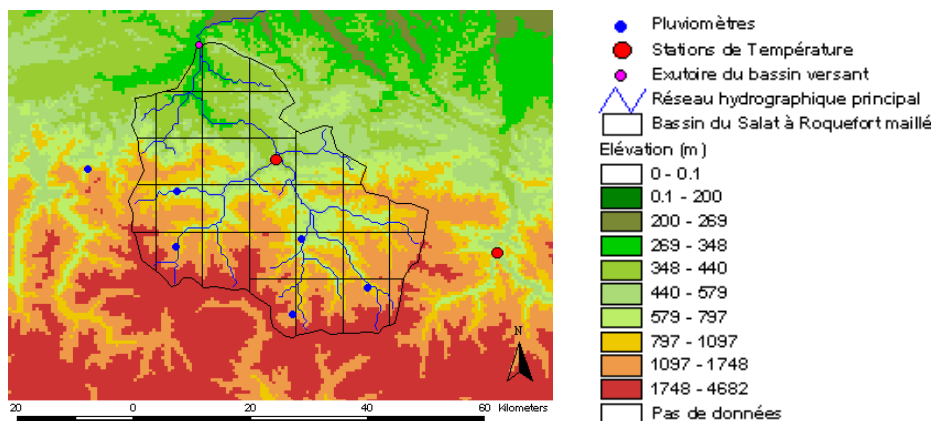 N
20 0 20 40 60 Kilometers
Pluviomètres
Stations de Température
Exutoire du bassin versant
Réseau hydrographique principal
Bassin du Salat à Roquefort maillé
Elévation (m)
0 - 0.1
0.1 - 200
200 - 269
269 - 348
348 - 440
440 - 579
579 - 797
797 - 1097
1097 - 1748
1748 - 4682
Pas de données